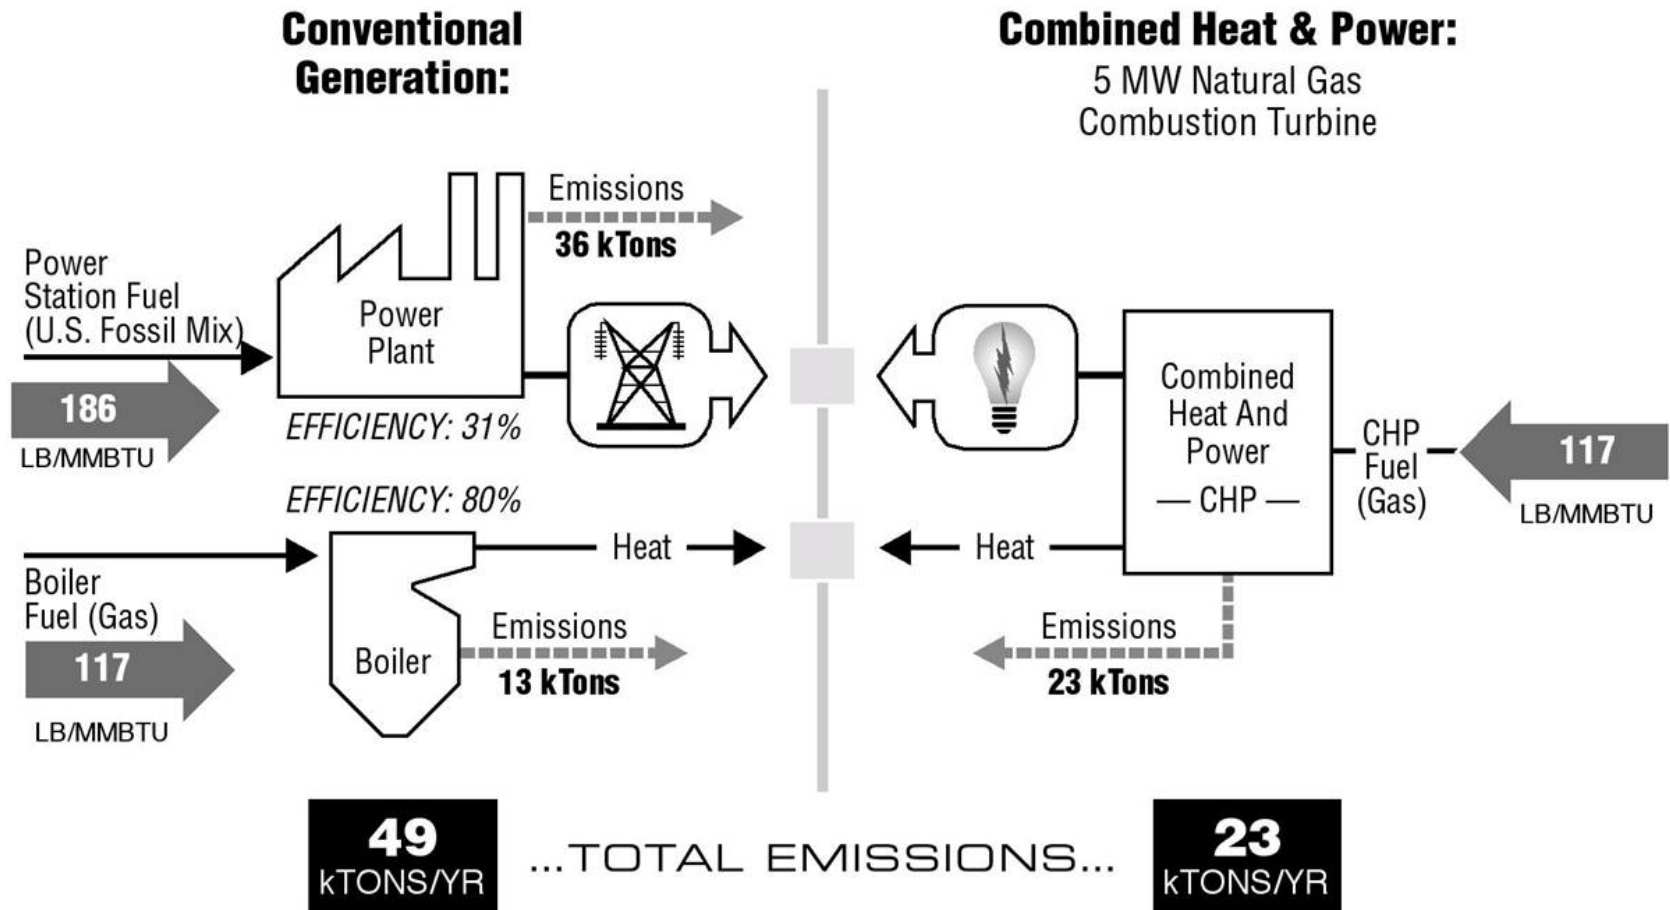 Conventional
Generation:
Emissions
36 kTons
Power
Station Fuel
(U.S. Fossil Mix)
Power
Plant
186
LB/MMBTU
EFFICIENCY: 31%
EFFICIENCY: 80%
Heat
Boiler
Fuel (Gas)
117
LB/MMBTU
Boiler
Emissions
13 kTons
Combined Heat & Power:
5 MW Natural Gas
Combustion Turbine
Combined
Heat And
Power
— CHP —
CHP
Fuel
(Gas)
117
LB/MMBTU
Heat
Emissions
23 kTons
49
kTONS/YR
...TOTAL EMISSIONS...
23
kTONS/YR